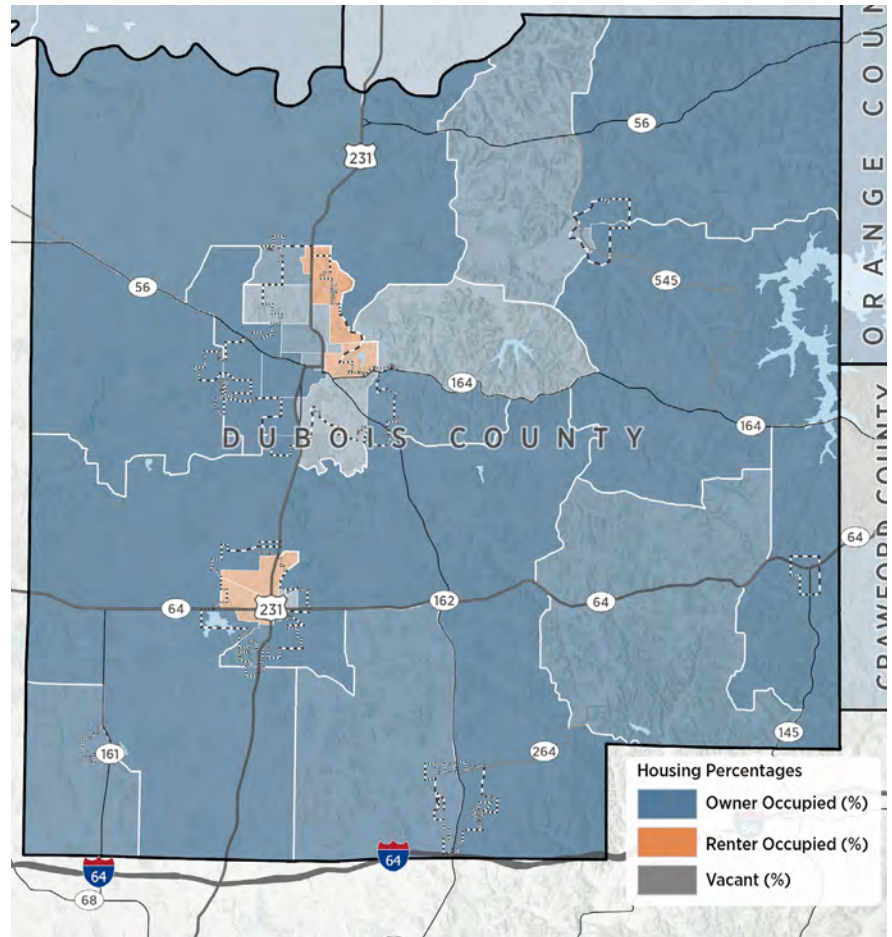 ORANGE COUN
56
231
56
545
164
164
DUBOIS COUNTY
CRAWFORD COUNTY
64
64
231
162
64
161
264
145
Housing Percentages
Owner Occupied (%)
Renter Occupied (%)
Vacant (%)
64
64
68